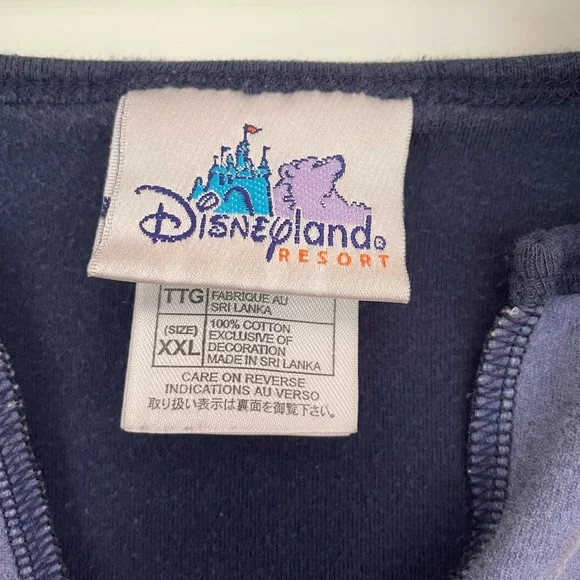 Disneyland®
RESORT
TTG FABRIQUE AU
SRI LANKA
(SIZE)
XXL
100% COTTON
EXCLUSIVE OF
DECORATION
MADE IN SRI LANKA
CARE ON REVERSE
INDICATIONS AU VERSO
取り扱い表示は裏面を御覧下さい。